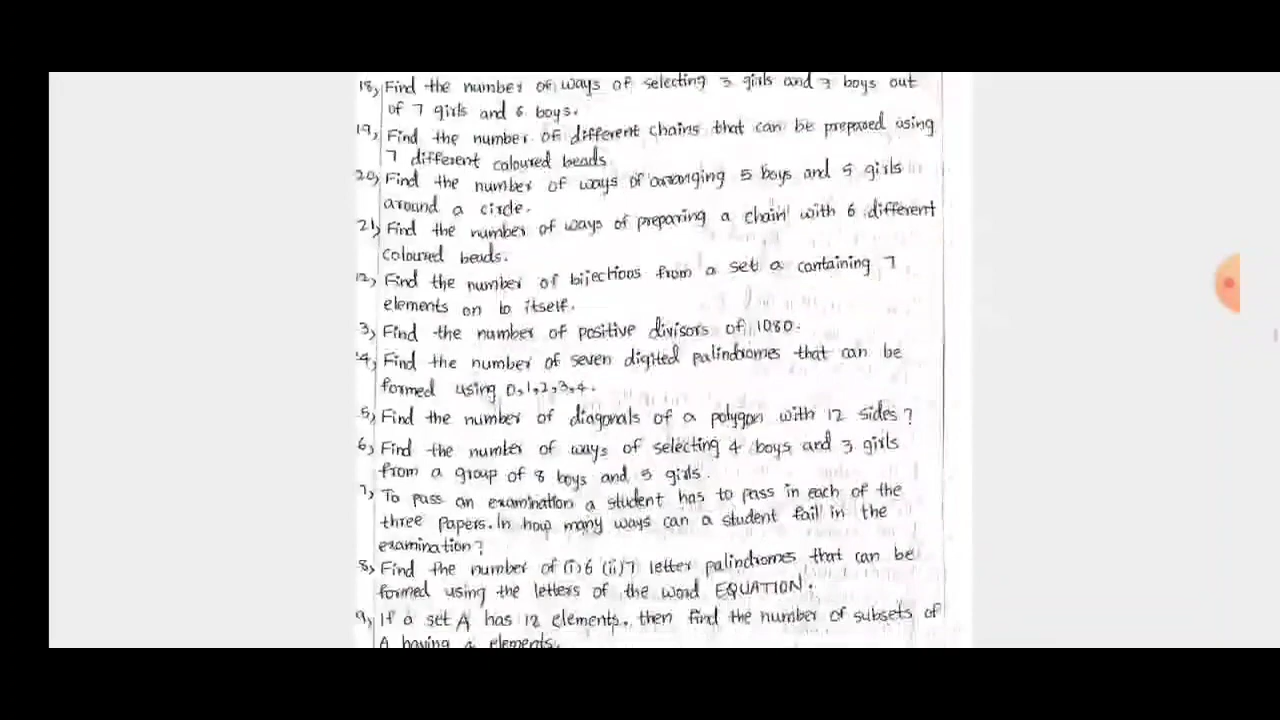 18, Find the number of ways of selecting 3 girls and 3 boys out
of 7 girls and 6 boys.
19, Find the number of different chains that can be prepared using
7 different coloured beads
20, Find the number of ways of arranging 5 boys and 5 girls
around a circle.
21, Find the number of ways of preparing a chain with 6 different
coloured beads.
12, Find the number of bijections from a set a containing 7
elements on to itself.
3, Find the number of positive divisors of 1080.
4, Find the number of seven digited palindromes that can be
formed using 0,1,2,3,4.
5, Find the number of diagonals of a polygon with 12 sides?
6, Find the number of ways of selecting 4 boys and 3 girls
from a group of 8 boys and 5 girls.
7, To pass an examination a student has to pass in each of the
three papers. In how many ways can a student fail in the
examination?
8, Find the number of (i) 6 (ii) 7 letter palindromes that can be
formed using the letters of the word EQUATION.
9, If a set A has 12 elements, then find the number of subsets of
A having 4 elements.